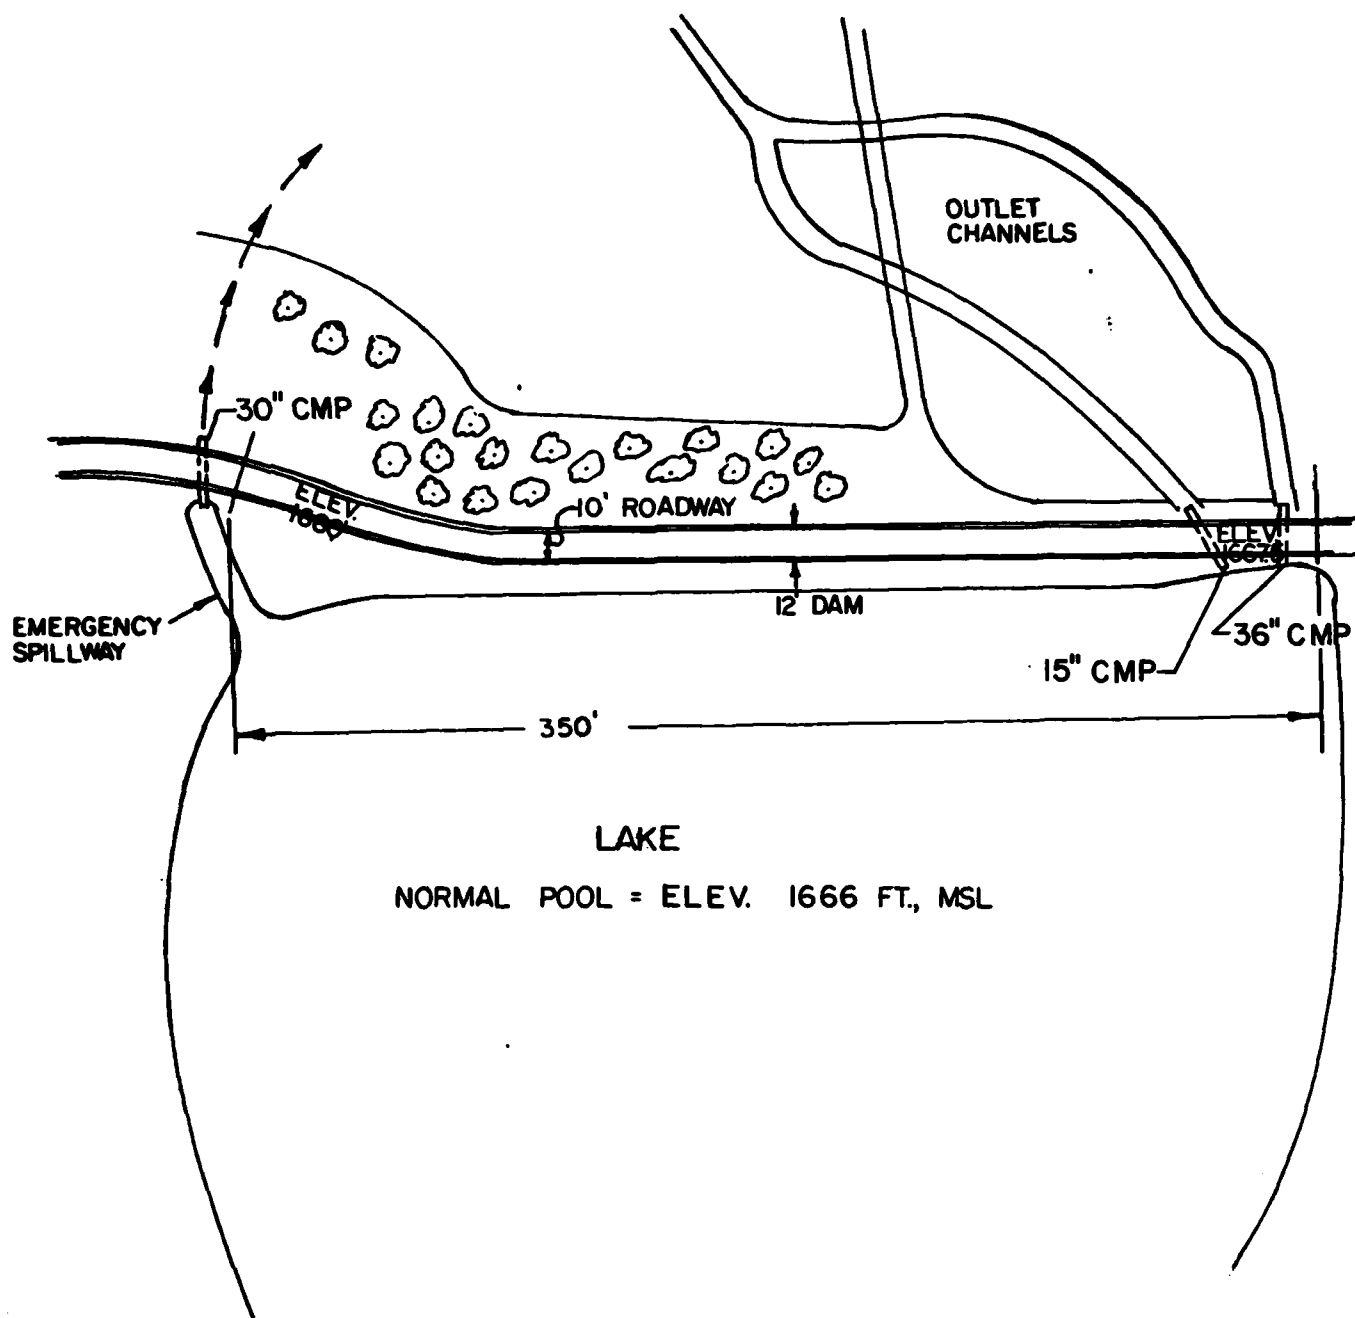 OUTLET
CHANNELS
30" CMP
ELEV.
10' ROADWAY
ELEV.
12' DAM
EMERGENCY
SPILLWAY
36" CMP
15" CMP
350'
LAKE
NORMAL POOL = ELEV. 1666 FT., MSL